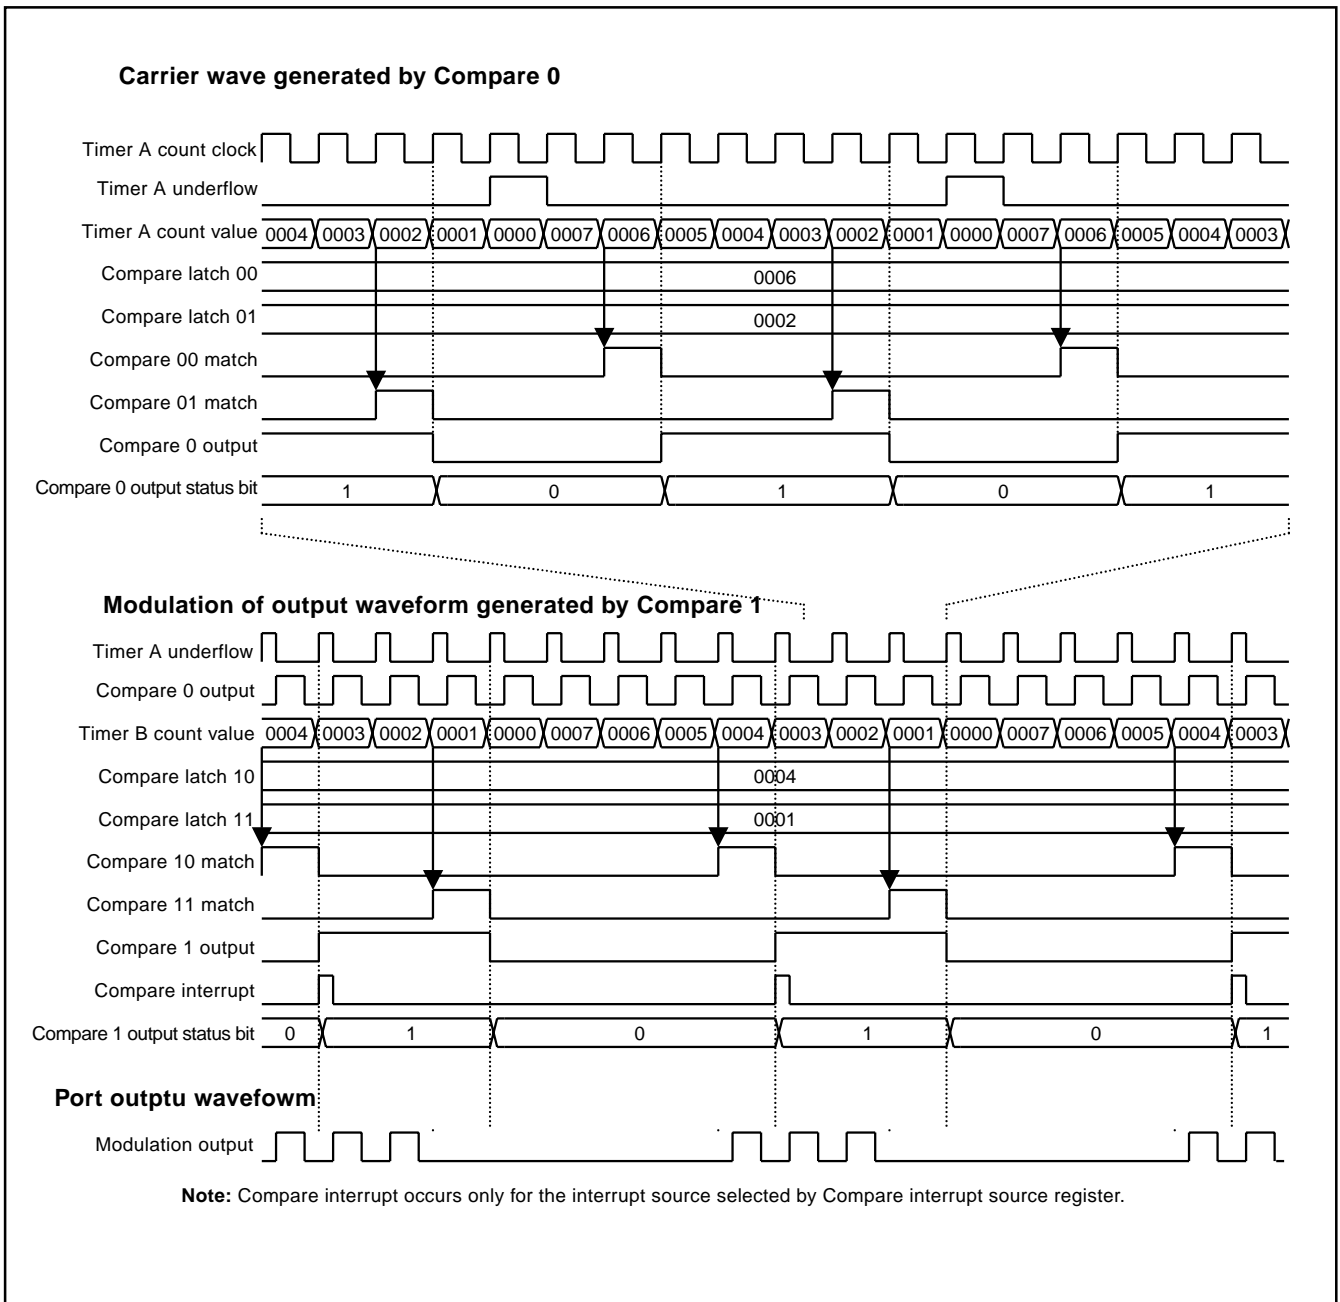 Carrier wave generated by Compare 0
Timer A count clock
Timer A underflow
Timer A count value 0004 0003 0002 0001 0000 0007 0006 0005 0004 0003 0002 0001 0000 0007 0006 0005 0004 0003
Compare latch 00 0006
Compare latch 01 0002
Compare 00 match
Compare 01 match
Compare 0 output
Compare 0 output status bit 1 0 1 0 1
Modulation of output waveform generated by Compare 1
Timer A underflow
Compare 0 output
Timer B count value 0004 0003 0002 0001 0000 0007 0006 0005 0004 0003 0002 0001 0000 0007 0006 0005 0004 0003
Compare latch 10 0004
Compare latch 11 0001
Compare 10 match
Compare 11 match
Compare 1 output
Compare interrupt
Compare 1 output status bit 0 1 0 1 0 1
Port outptu wavefowm
Modulation output
Note: Compare interrupt occurs only for the interrupt source selected by Compare interrupt source register.